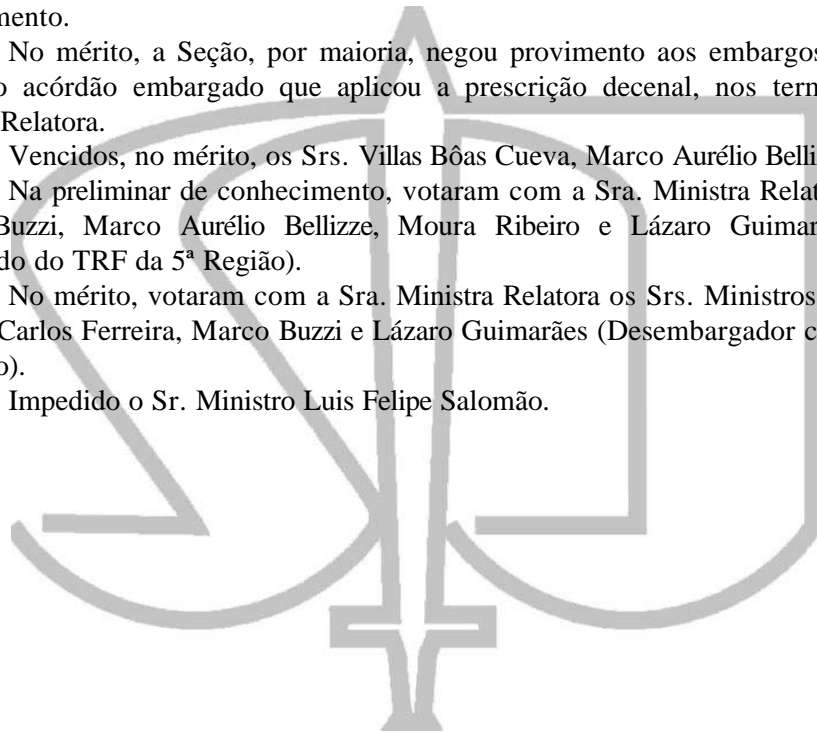 mento.
No mérito, a Seção, por maioria, negou provimento aos embargos
o acórdão embargado que aplicou a prescrição decenal, nos term
Relatora.
Vencidos, no mérito, os Srs. Villas Bôas Cueva, Marco Aurélio Belli
Na preliminar de conhecimento, votaram com a Sra. Ministra Relat
Buzzi, Marco Aurélio Bellizze, Moura Ribeiro e Lázaro Guimar
do do TRF da 5ª Região).
No mérito, votaram com a Sra. Ministra Relatora os Srs. Ministros
Carlos Ferreira, Marco Buzzi e Lázaro Guimarães (Desembargador c
o).
Impedido o Sr. Ministro Luis Felipe Salomão.